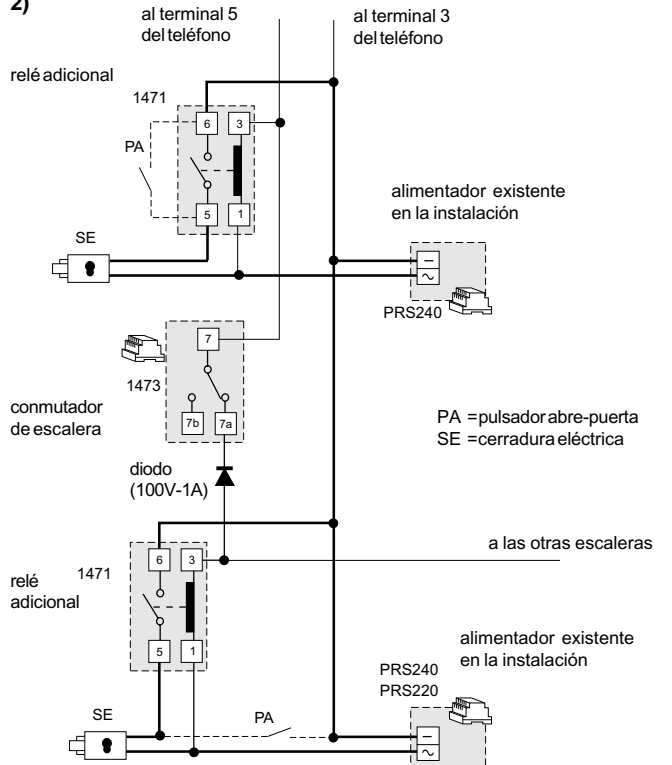 2)
al terminal 5
del teléfono
al terminal 3
del teléfono
relé adicional
1471
6
3
PA
5
1
SE
alimentador existente
en la instalación
−
~
PRS240
7
1473
7b
7a
conmutador
de escalera
PA =pulsador abre-puerta
SE =cerradura eléctrica
diodo
(100V-1A)
a las otras escaleras
6
3
1471
relé
adicional
5
1
alimentador existente
en la instalación
PRS240
PRS220
SE
PA
−
~